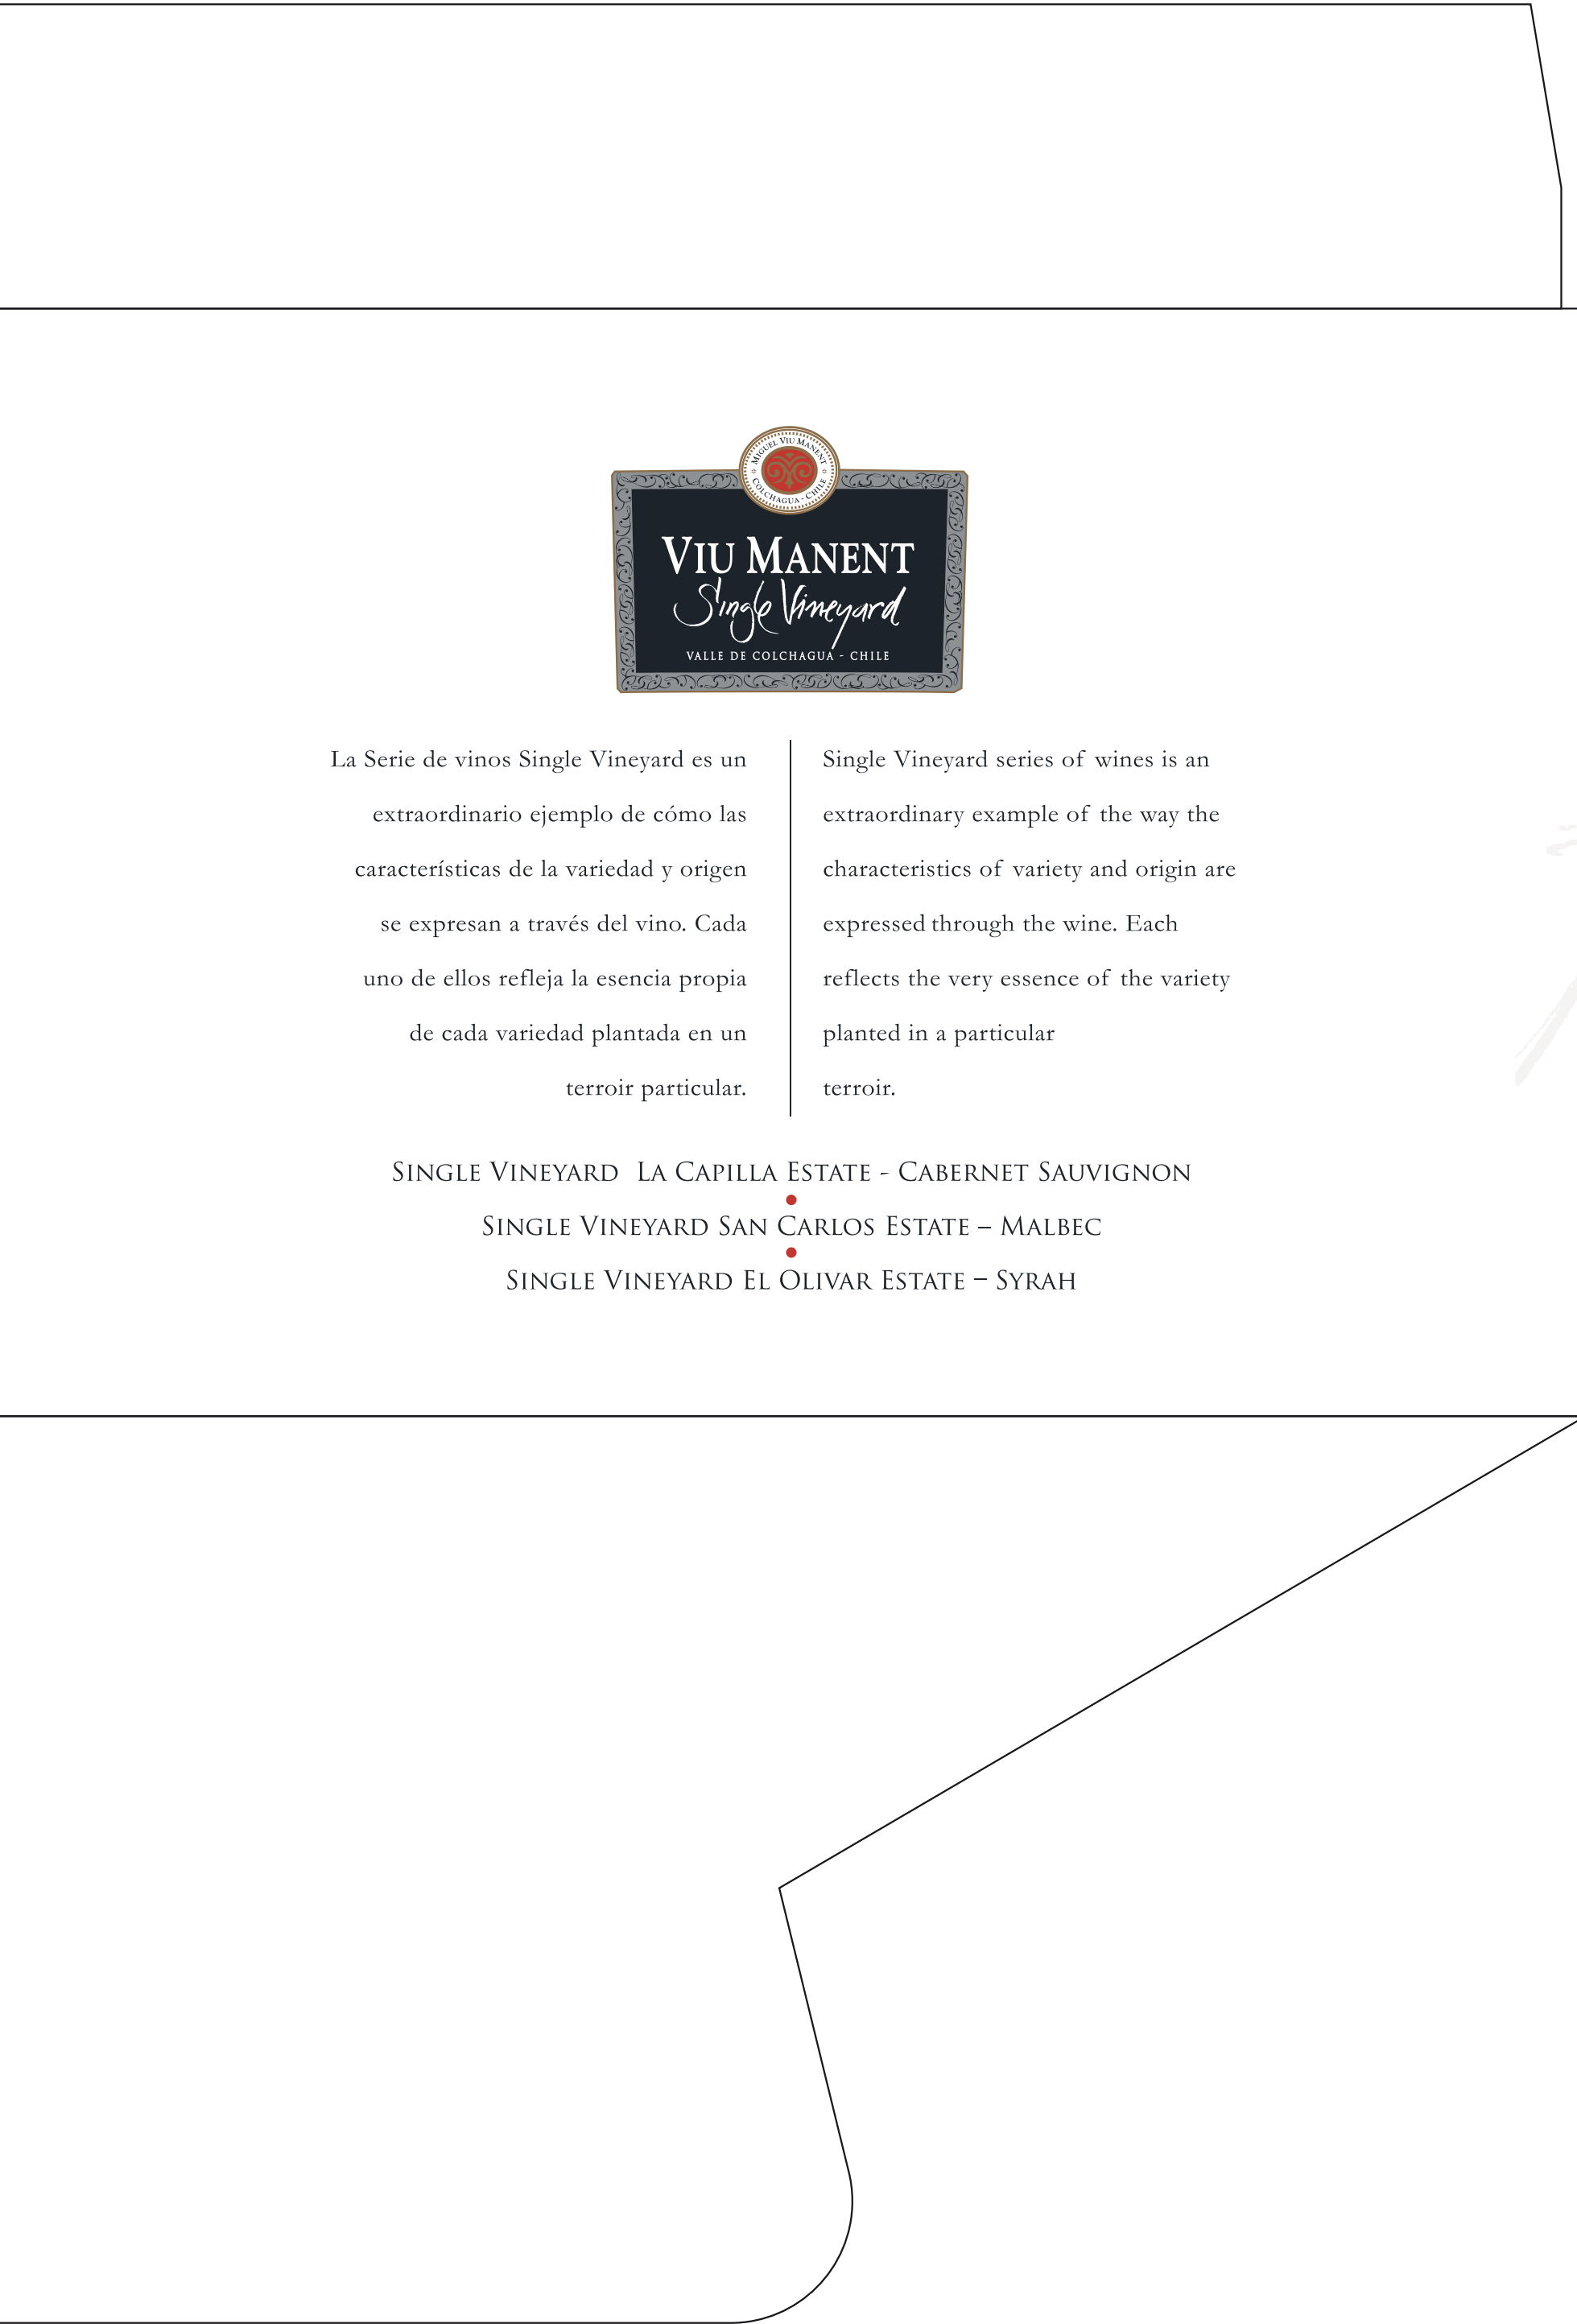 MIGUEL VIU MANENT
COLCHAGUA - CHILE
VIU MANENT
Single Vineyard
VALLE DE COLCHAGUA - CHILE
La Serie de vinos Single Vineyard es un
extraordinario ejemplo de cómo las
características de la variedad y origen
se expresan a través del vino. Cada
uno de ellos refleja la esencia propia
de cada variedad plantada en un
terroir particular.
Single Vineyard series of wines is an
extraordinary example of the way the
characteristics of variety and origin are
expressed through the wine. Each
reflects the very essence of the variety
planted in a particular
terroir.
SINGLE VINEYARD LA CAPILLA ESTATE - CABERNET SAUVIGNON
SINGLE VINEYARD SAN CARLOS ESTATE – MALBEC
SINGLE VINEYARD EL OLIVAR ESTATE – SYRAH